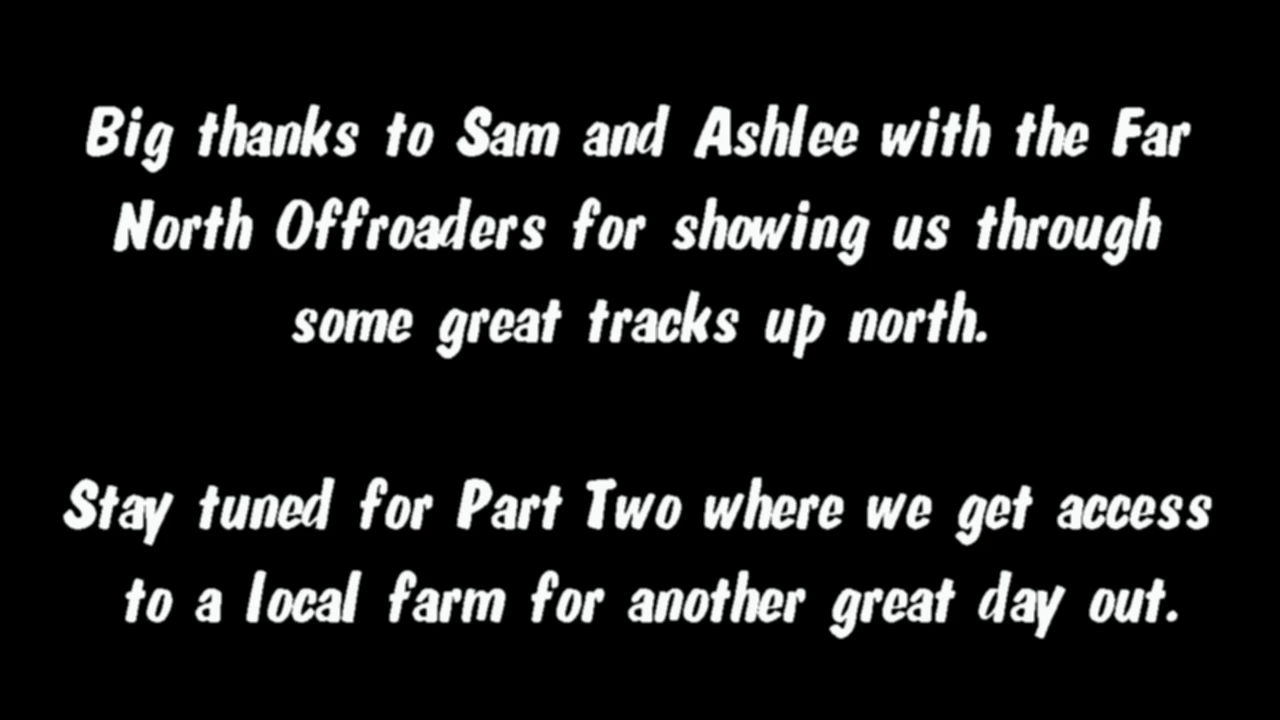 Big thanks to Sam and Ashlee with the Far
North Offroaders for showing us through
some great tracks up north.
Stay tuned for Part Two where we get access
to a local farm for another great day out.